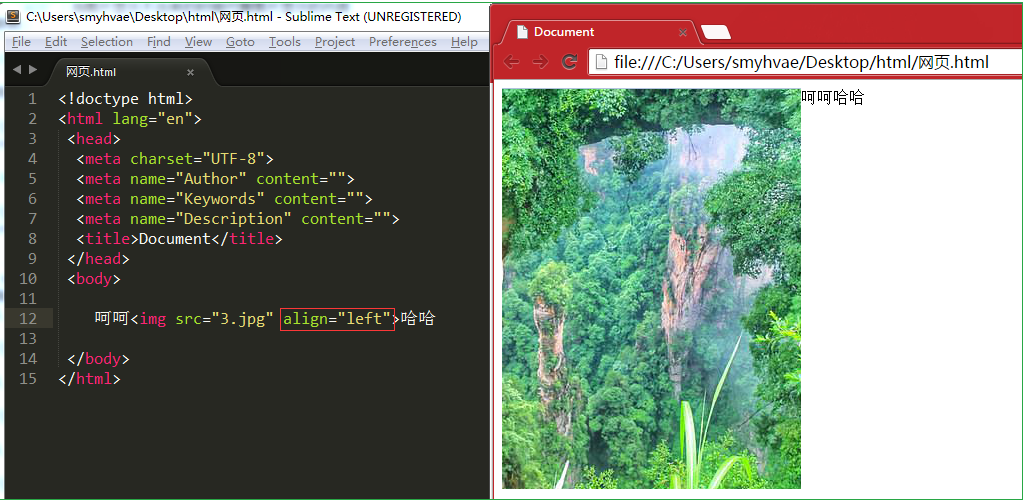 C:\Users\smyhvae\Desktop\html\网页.html - Sublime Text (UNREGISTERED)
File Edit Selection Find View Goto Tools Project Preferences Help
网页.html ×
1 <!doctype html>
2 <html lang="en">
3 <head>
4 <meta charset="UTF-8">
5 <meta name="Author" content="">
6 <meta name="Keywords" content="">
7 <meta name="Description" content="">
8 <title>Document</title>
9 </head>
10 <body>
11
12 呵呵<img src="3.jpg" align="left">哈哈
13
14 </body>
15 </html>
Document ×
file:///C:/Users/smyhvae/Desktop/html/网页.html
呵呵哈哈